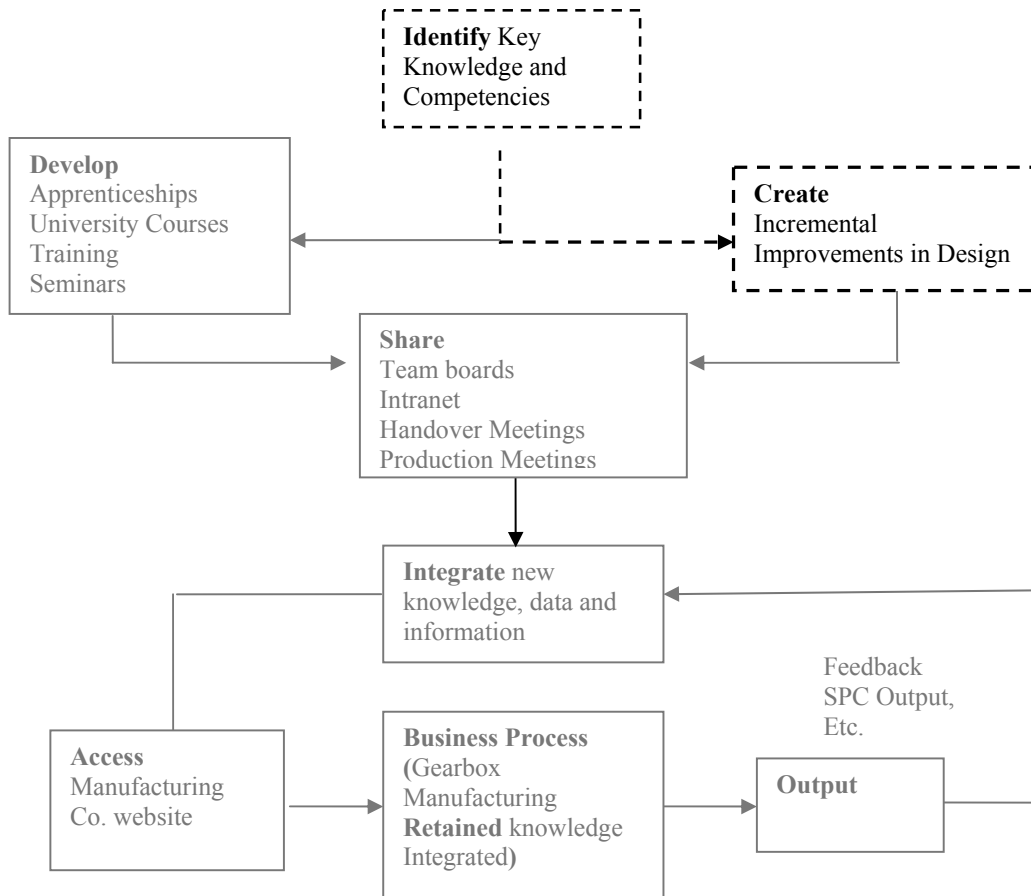 Identify Key
Knowledge and
Competencies
Develop
Apprenticeships
University Courses
Training
Seminars
Create
Incremental
Improvements in Design
Share
Team boards
Intranet
Handover Meetings
Production Meetings
Integrate new
knowledge, data and
information
Feedback
SPC Output,
Etc.
Access
Manufacturing
Co. website
Business Process
(Gearbox
Manufacturing
Retained knowledge
Integrated)
Output